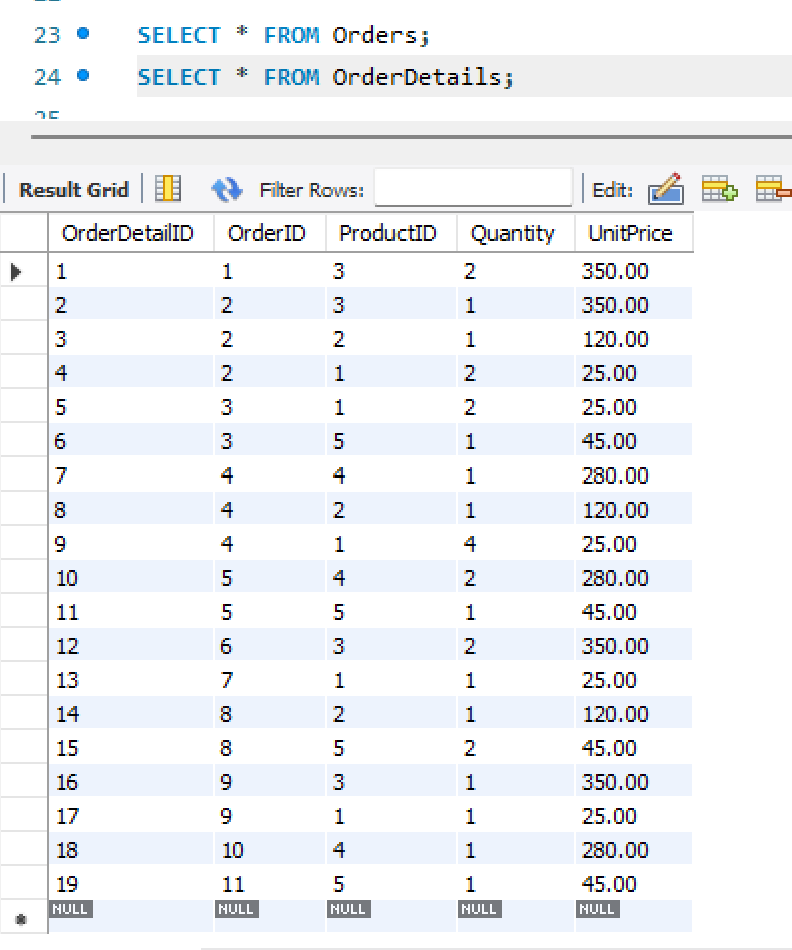 23 SELECT * FROM Orders;
24 SELECT * FROM OrderDetails;
Result Grid Filter Rows: Edit:
OrderDetailID OrderID ProductID Quantity UnitPrice
1 1 3 2 350.00
2 2 3 1 350.00
3 2 2 1 120.00
4 2 1 2 25.00
5 3 1 2 25.00
6 3 5 1 45.00
7 4 4 1 280.00
8 4 2 1 120.00
9 4 1 4 25.00
10 5 4 2 280.00
11 5 5 1 45.00
12 6 3 2 350.00
13 7 1 1 25.00
14 8 2 1 120.00
15 8 5 2 45.00
16 9 3 1 350.00
17 9 1 1 25.00
18 10 4 1 280.00
19 11 5 1 45.00
NULL NULL NULL NULL NULL